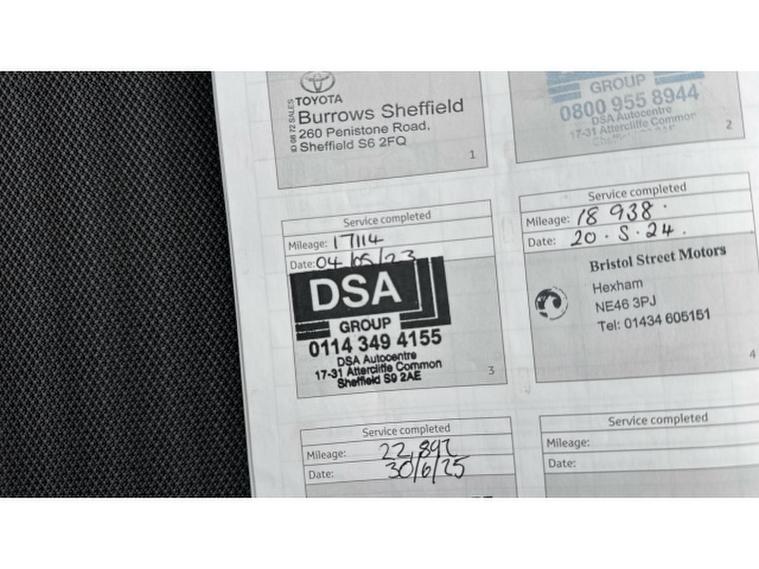 TOYOTA
Burrows Sheffield
260 Penistone Road,
Sheffield S6 2FQ
1
GROUP
0800 955 8944
DSA Autocentre
17-31 Attercliffe Common
2
Service completed
Mileage: 17114
Date: 04/05/23
DSA
GROUP
0114 349 4155
DSA Autocentre
17-31 Attercliffe Common
Sheffield S9 2AE
3
Service completed
Mileage: 18 938.
Date: 20.5.24.
Bristol Street Motors
Hexham
NE46 3PJ
Tel: 01434 605151
4
Service completed
Mileage: 22,892
Date: 30/6/25
Service completed
Mileage:
Date: